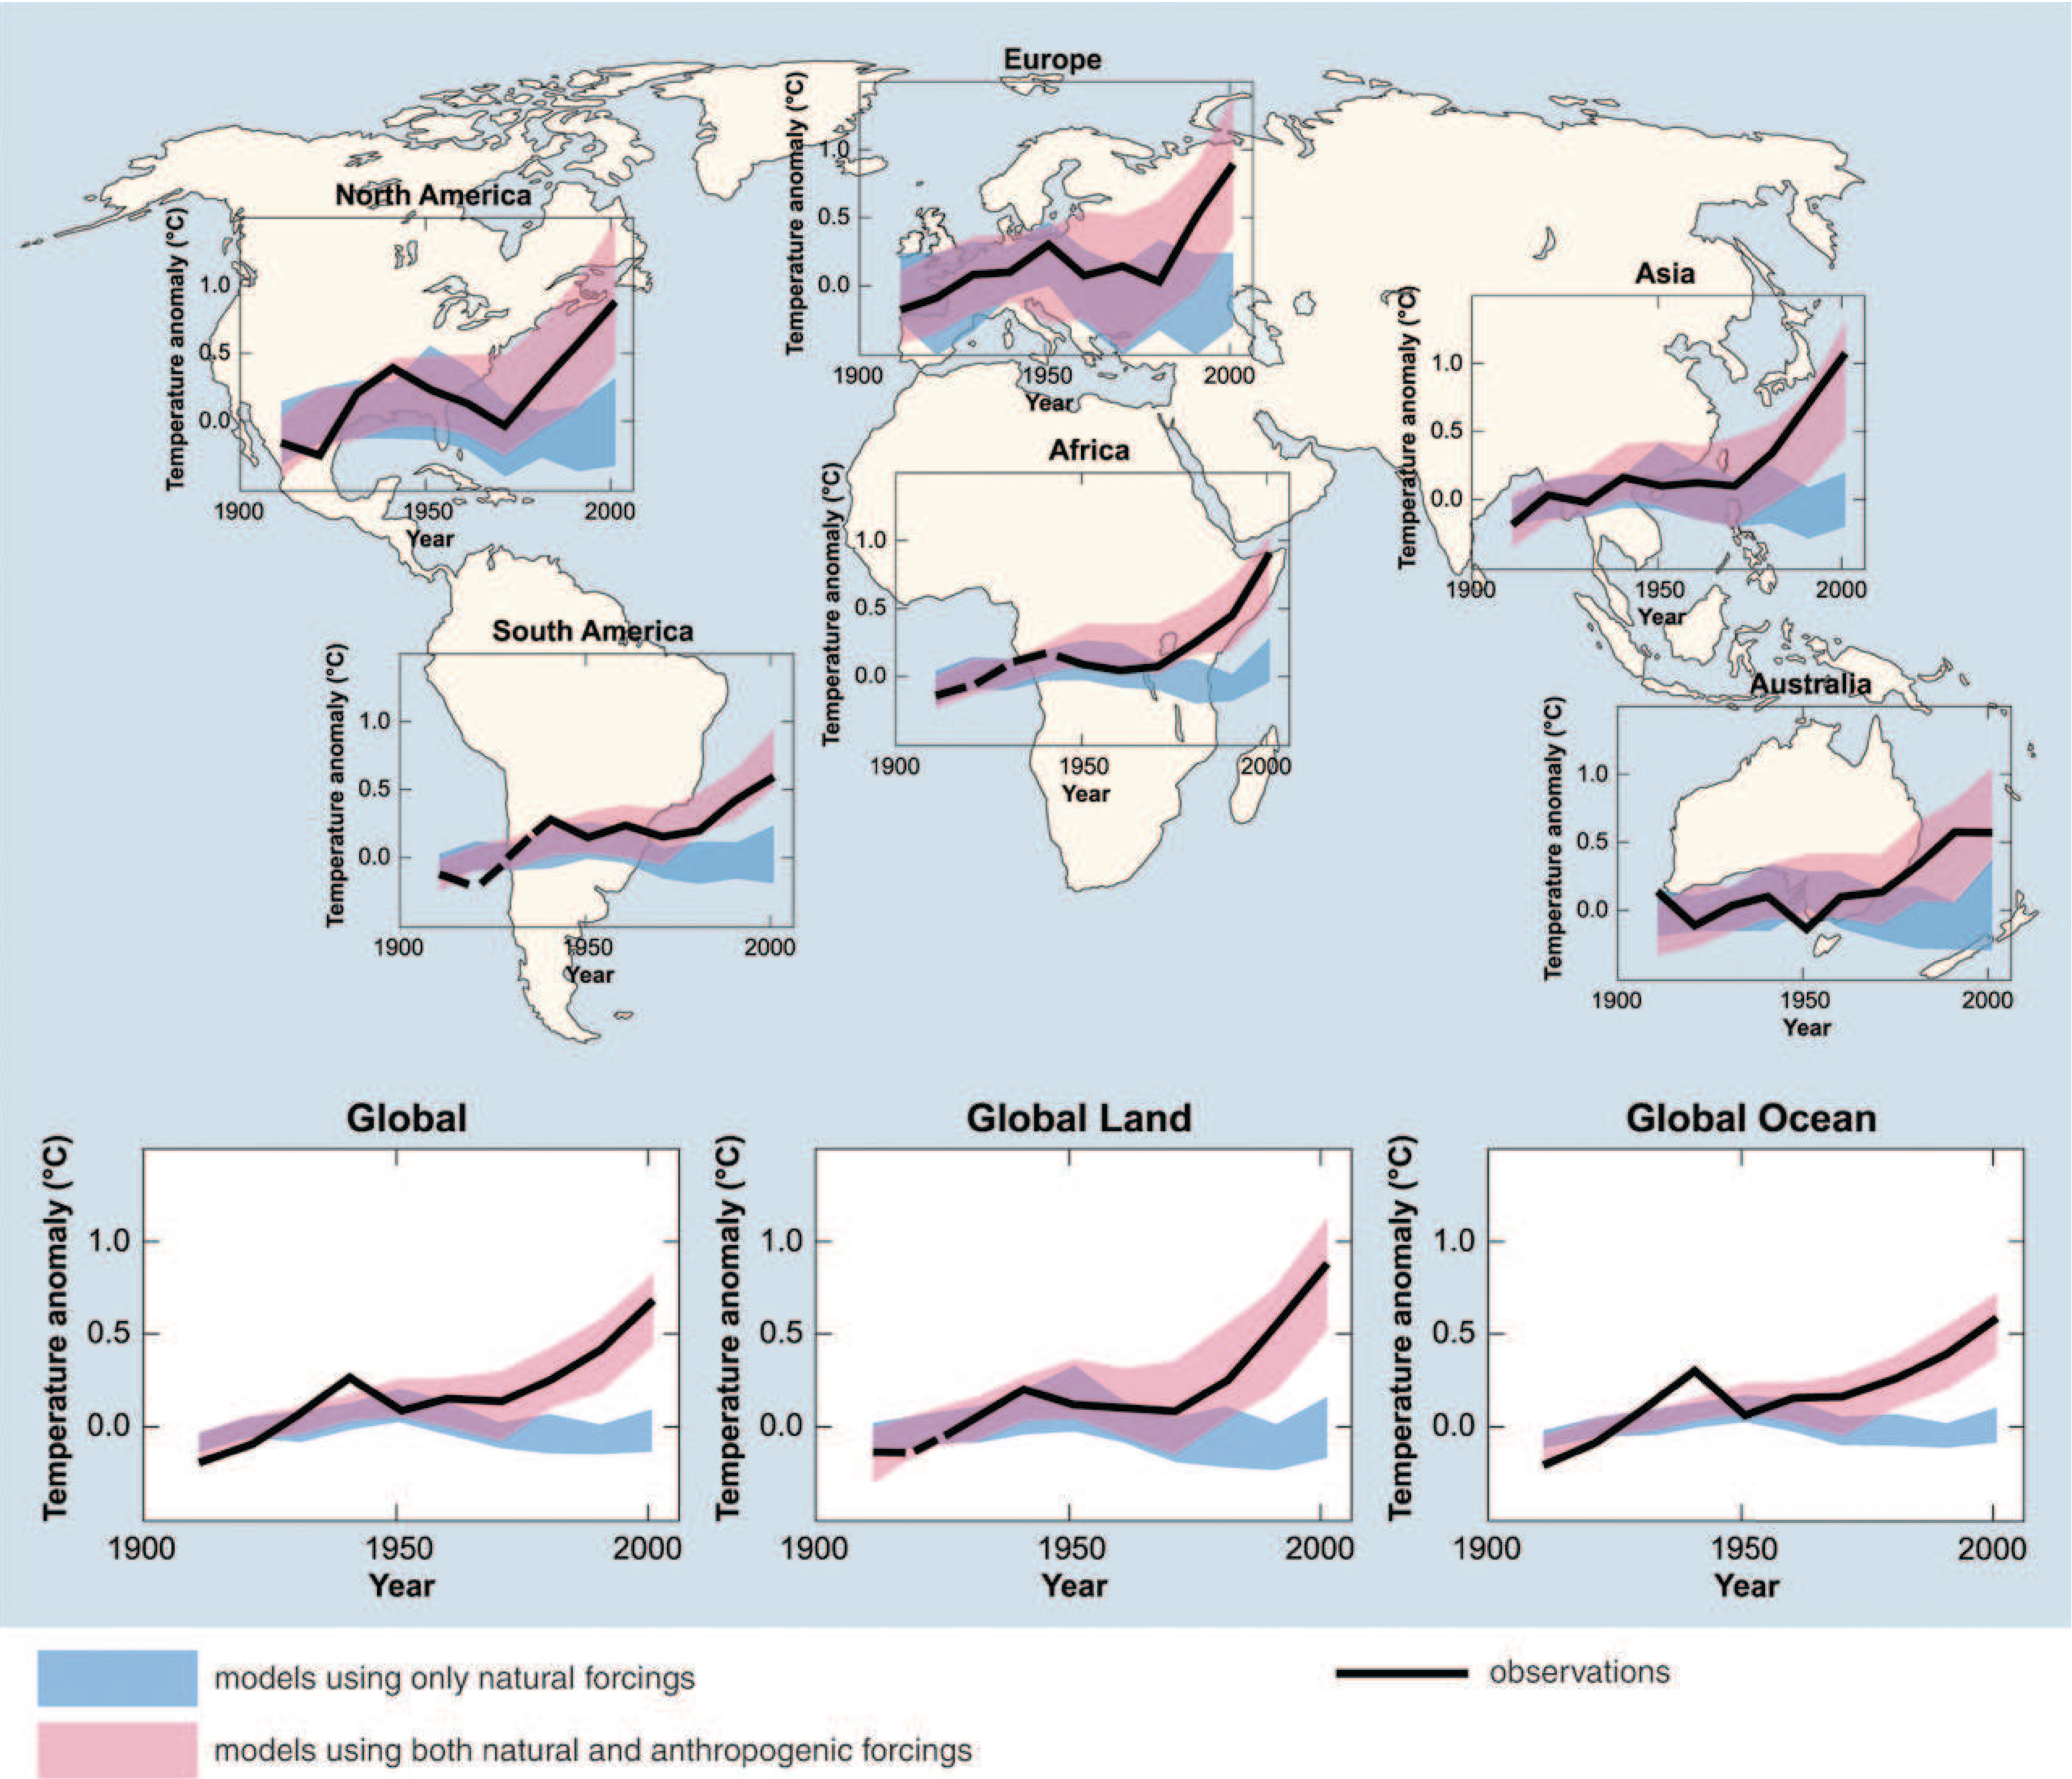 Europe
Temperature anomaly (°C)
1.0
0.5
0.0
1900 1950 2000
Year
North America
Temperature anomaly (°C)
1.0
0.5
0.0
1900 1950 2000
Year
Asia
Temperature anomaly (°C)
1.0
0.5
0.0
1900 1950 2000
Year
Africa
Temperature anomaly (°C)
1.0
0.5
0.0
1900 1950 2000
Year
South America
Temperature anomaly (°C)
1.0
0.5
0.0
1900 1950 2000
Year
Australia
Temperature anomaly (°C)
1.0
0.5
0.0
1900 1950 2000
Year
Global
Temperature anomaly (°C)
1.0
0.5
0.0
1900 1950 2000
Year
Global Land
Temperature anomaly (°C)
1.0
0.5
0.0
1900 1950 2000
Year
Global Ocean
Temperature anomaly (°C)
1.0
0.5
0.0
1900 1950 2000
Year
models using only natural forcings
models using both natural and anthropogenic forcings
observations